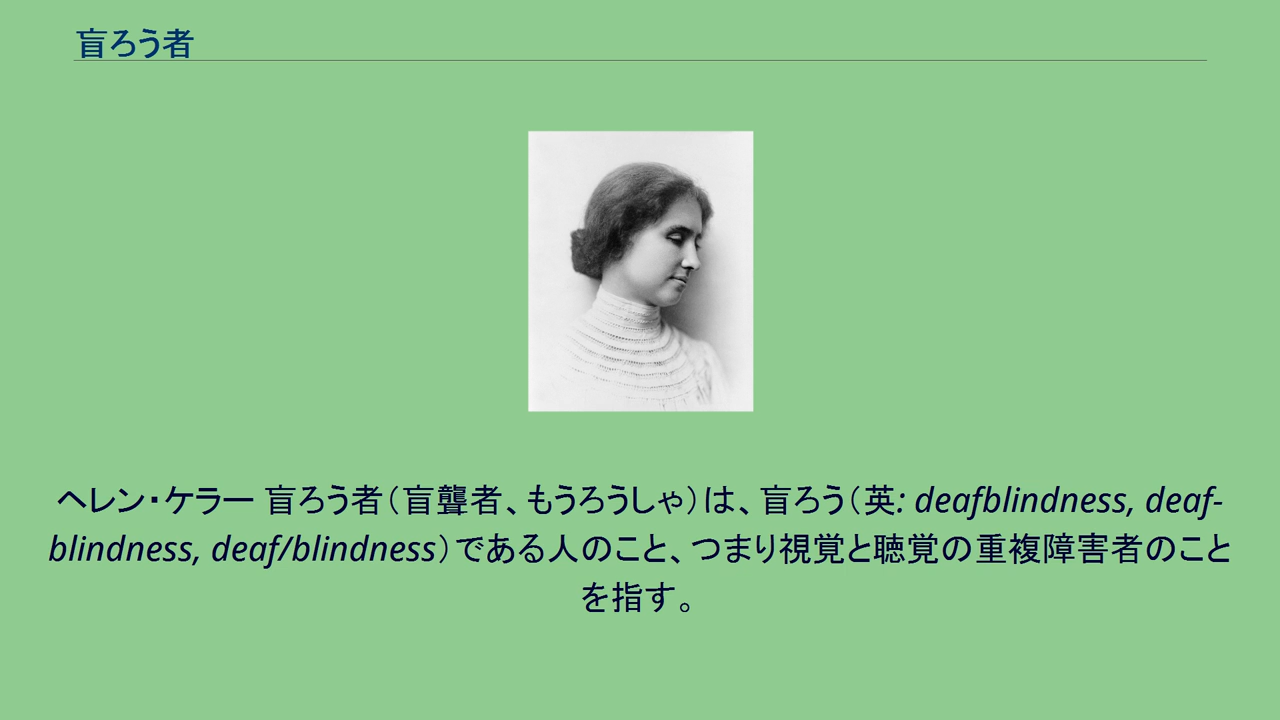 盲ろう者
ヘレン・ケラー 盲ろう者（盲聾者、もうろうしゃ）は、盲ろう（英: deafblindness, deaf-
blindness, deaf/blindness）である人のこと、つまり視覚と聴覚の重複障害者のこと
を指す。